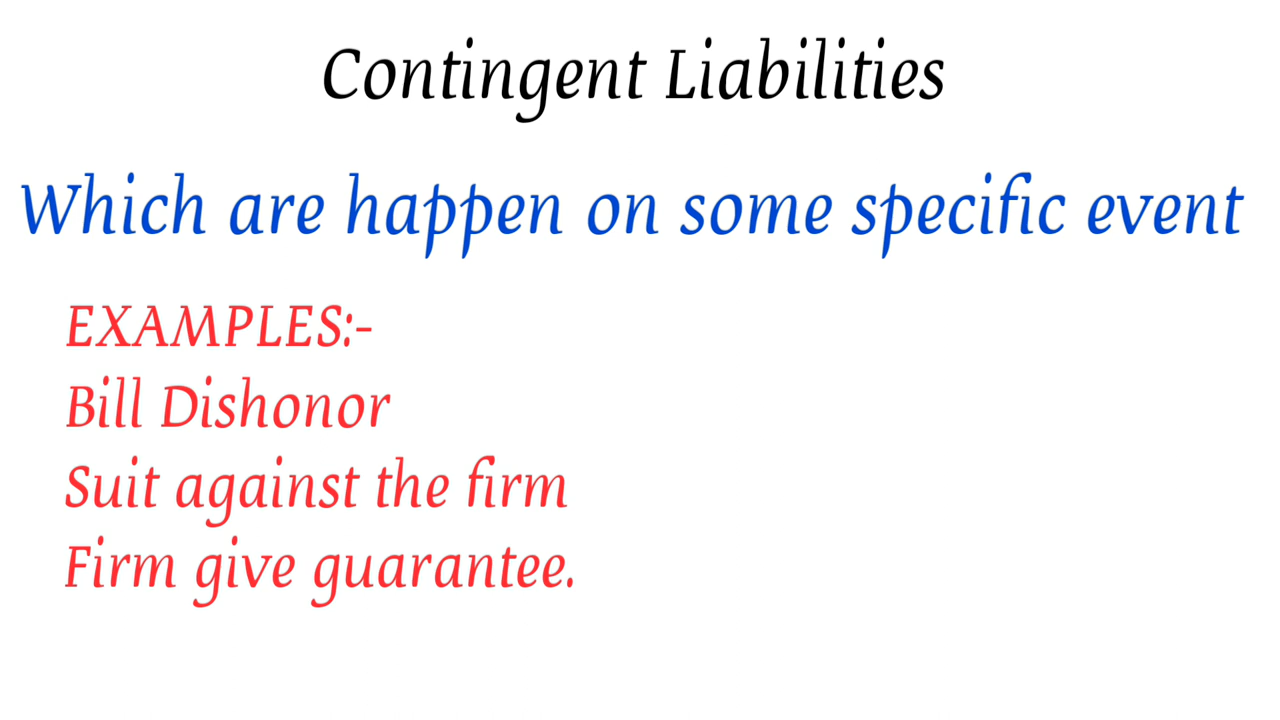 Contingent Liabilities
Which are happen on some specific event
EXAMPLES:-
Bill Dishonor
Suit against the firm
Firm give guarantee.